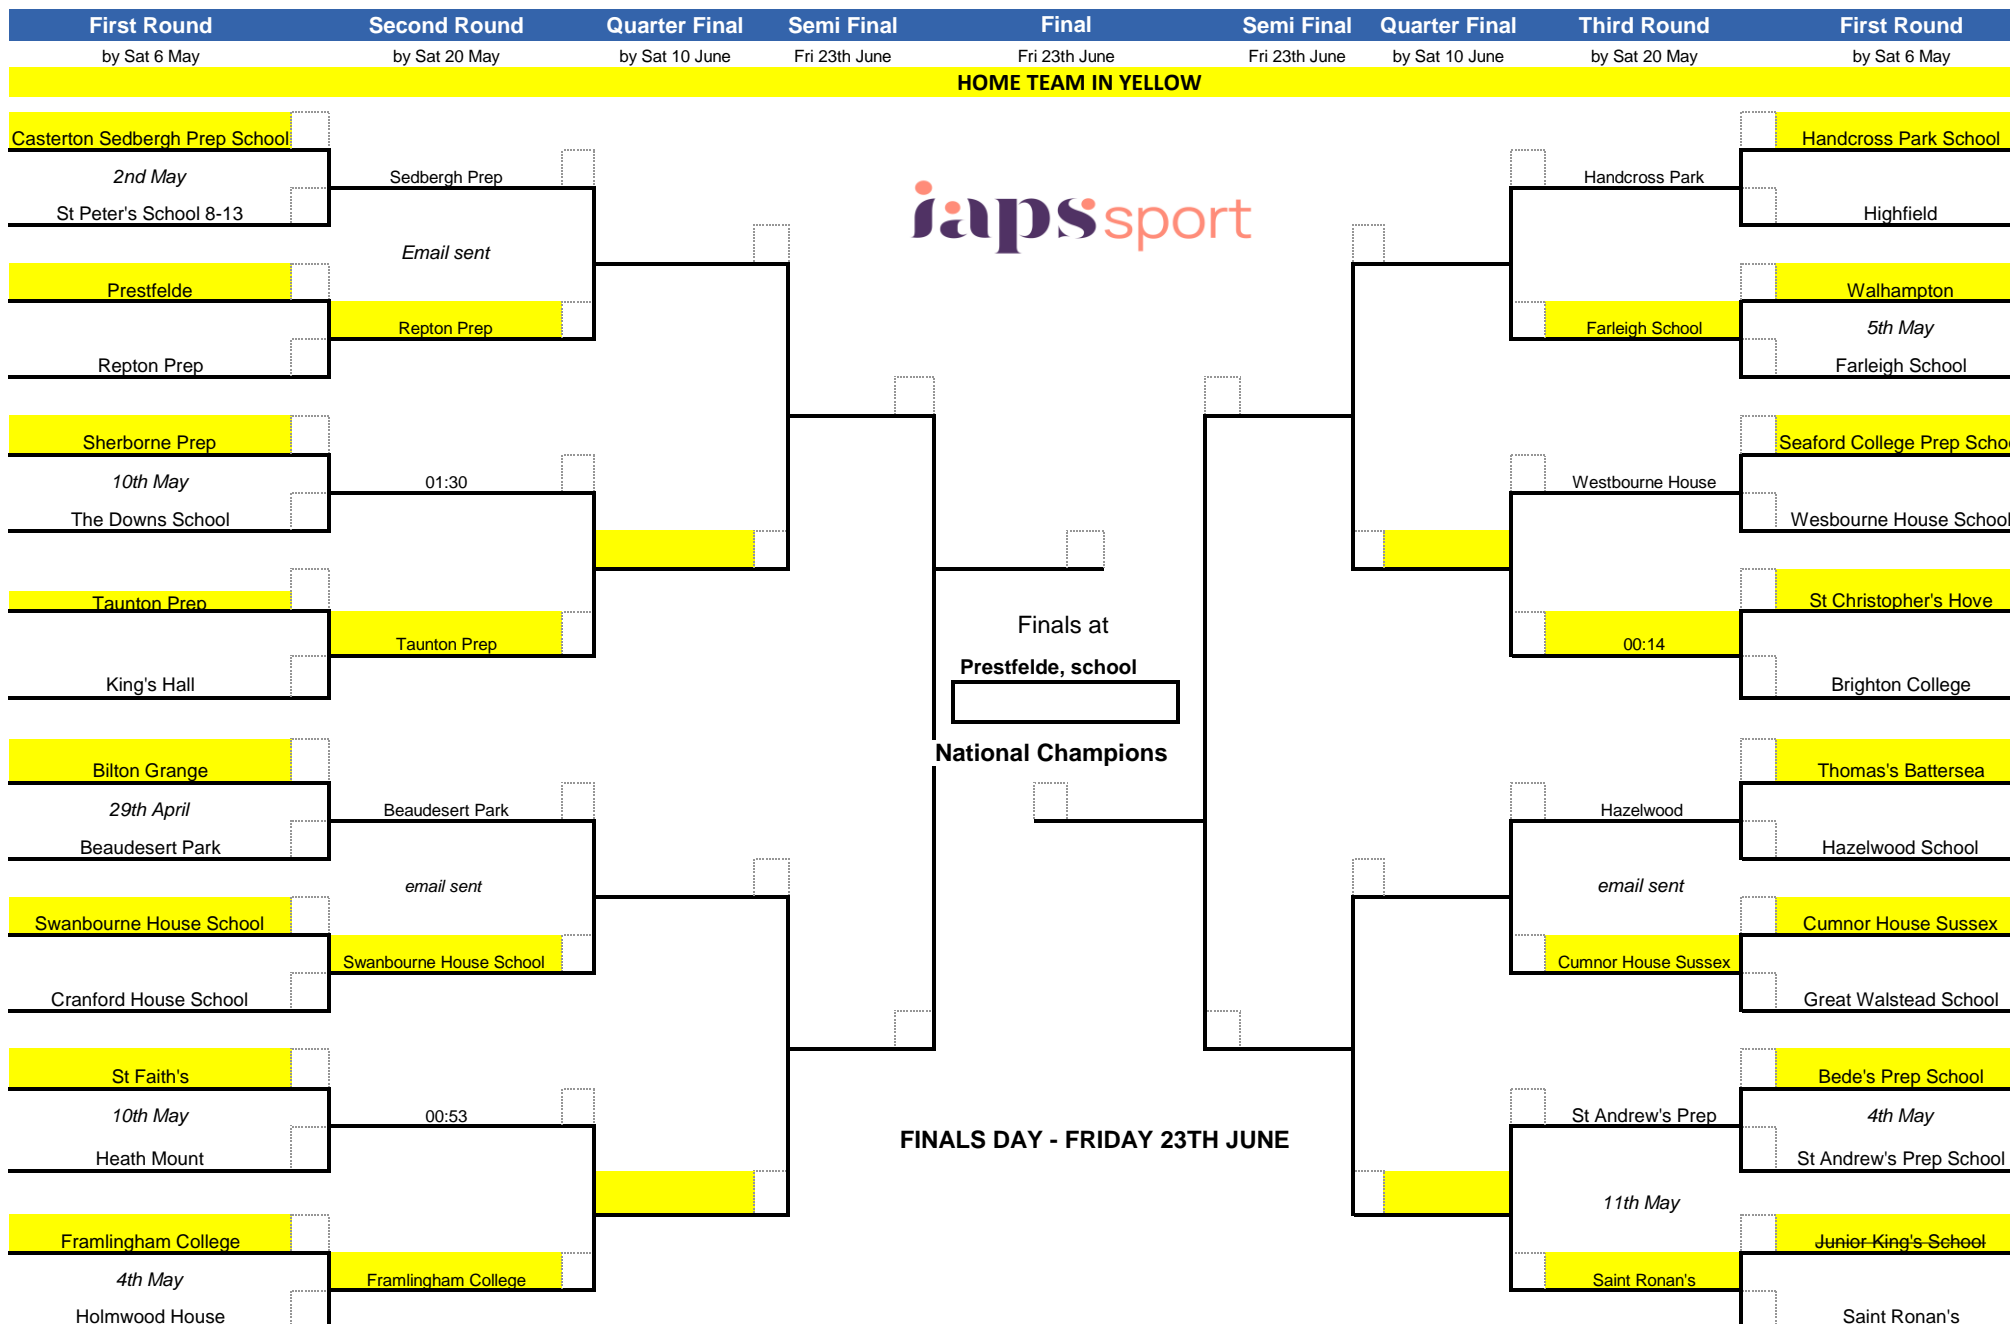 First Round Second Round Quarter Final Semi Final Final Semi Final Quarter Final Third Round First Round
by Sat 6 May by Sat 20 May by Sat 10 June Fri 23th June Fri 23th June Fri 23th June by Sat 10 June by Sat 20 May by Sat 6 May
HOME TEAM IN YELLOW
Casterton Sedbergh Prep School Handcross Park School
2nd May Sedbergh Prep iaps sport Handcross Park
St Peter's School 8-13 Highfield
Email sent
Prestfelde Walhampton
Repton Prep Farleigh School 5th May
Repton Prep Farleigh School
Sherborne Prep Seaford College Prep Schoo
10th May 01:30 Westbourne House
The Downs School Wesbourne House School
Taunton Prep St Christopher's Hove
Finals at
Taunton Prep 00:14
Prestfelde, school
King's Hall Brighton College
National Champions
Bilton Grange Thomas's Battersea
29th April Beaudesert Park Hazelwood
Beaudesert Park Hazelwood School
email sent email sent
Swanbourne House School Cumnor House Sussex
Swanbourne House School Cumnor House Sussex
Cranford House School Great Walstead School
St Faith's Bede's Prep School
10th May 00:53 St Andrew's Prep 4th May
FINALS DAY - FRIDAY 23TH JUNE
Heath Mount St Andrew's Prep School
11th May
Framlingham College Junior King's School
4th May Framlingham College Saint Ronan's
Holmwood House Saint Ronan's